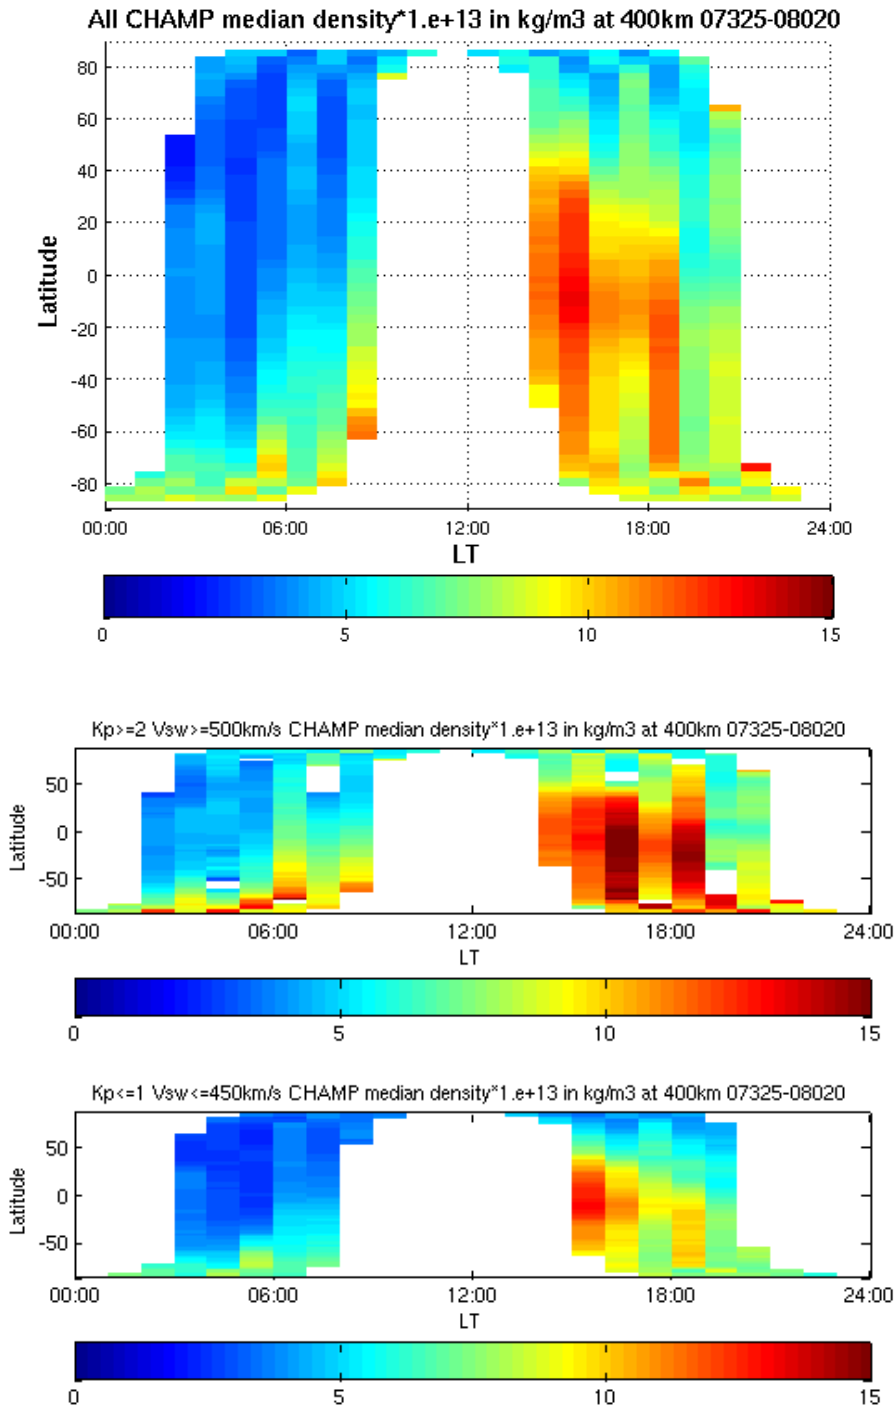 All CHAMP median density*1.e+13 in kg/m3 at 400km 07325-08020
80
60
40
20
0
-20
-40
-60
-80
Latitude
00:00 06:00 12:00 18:00 24:00
LT
0 5 10 15
Kp>=2 Vsw>=500km/s CHAMP median density*1.e+13 in kg/m3 at 400km 07325-08020
50
0
-50
Latitude
00:00 06:00 12:00 18:00 24:00
LT
0 5 10 15
Kp<=1 Vsw<=450km/s CHAMP median density*1.e+13 in kg/m3 at 400km 07325-08020
50
0
-50
Latitude
00:00 06:00 12:00 18:00 24:00
LT
0 5 10 15